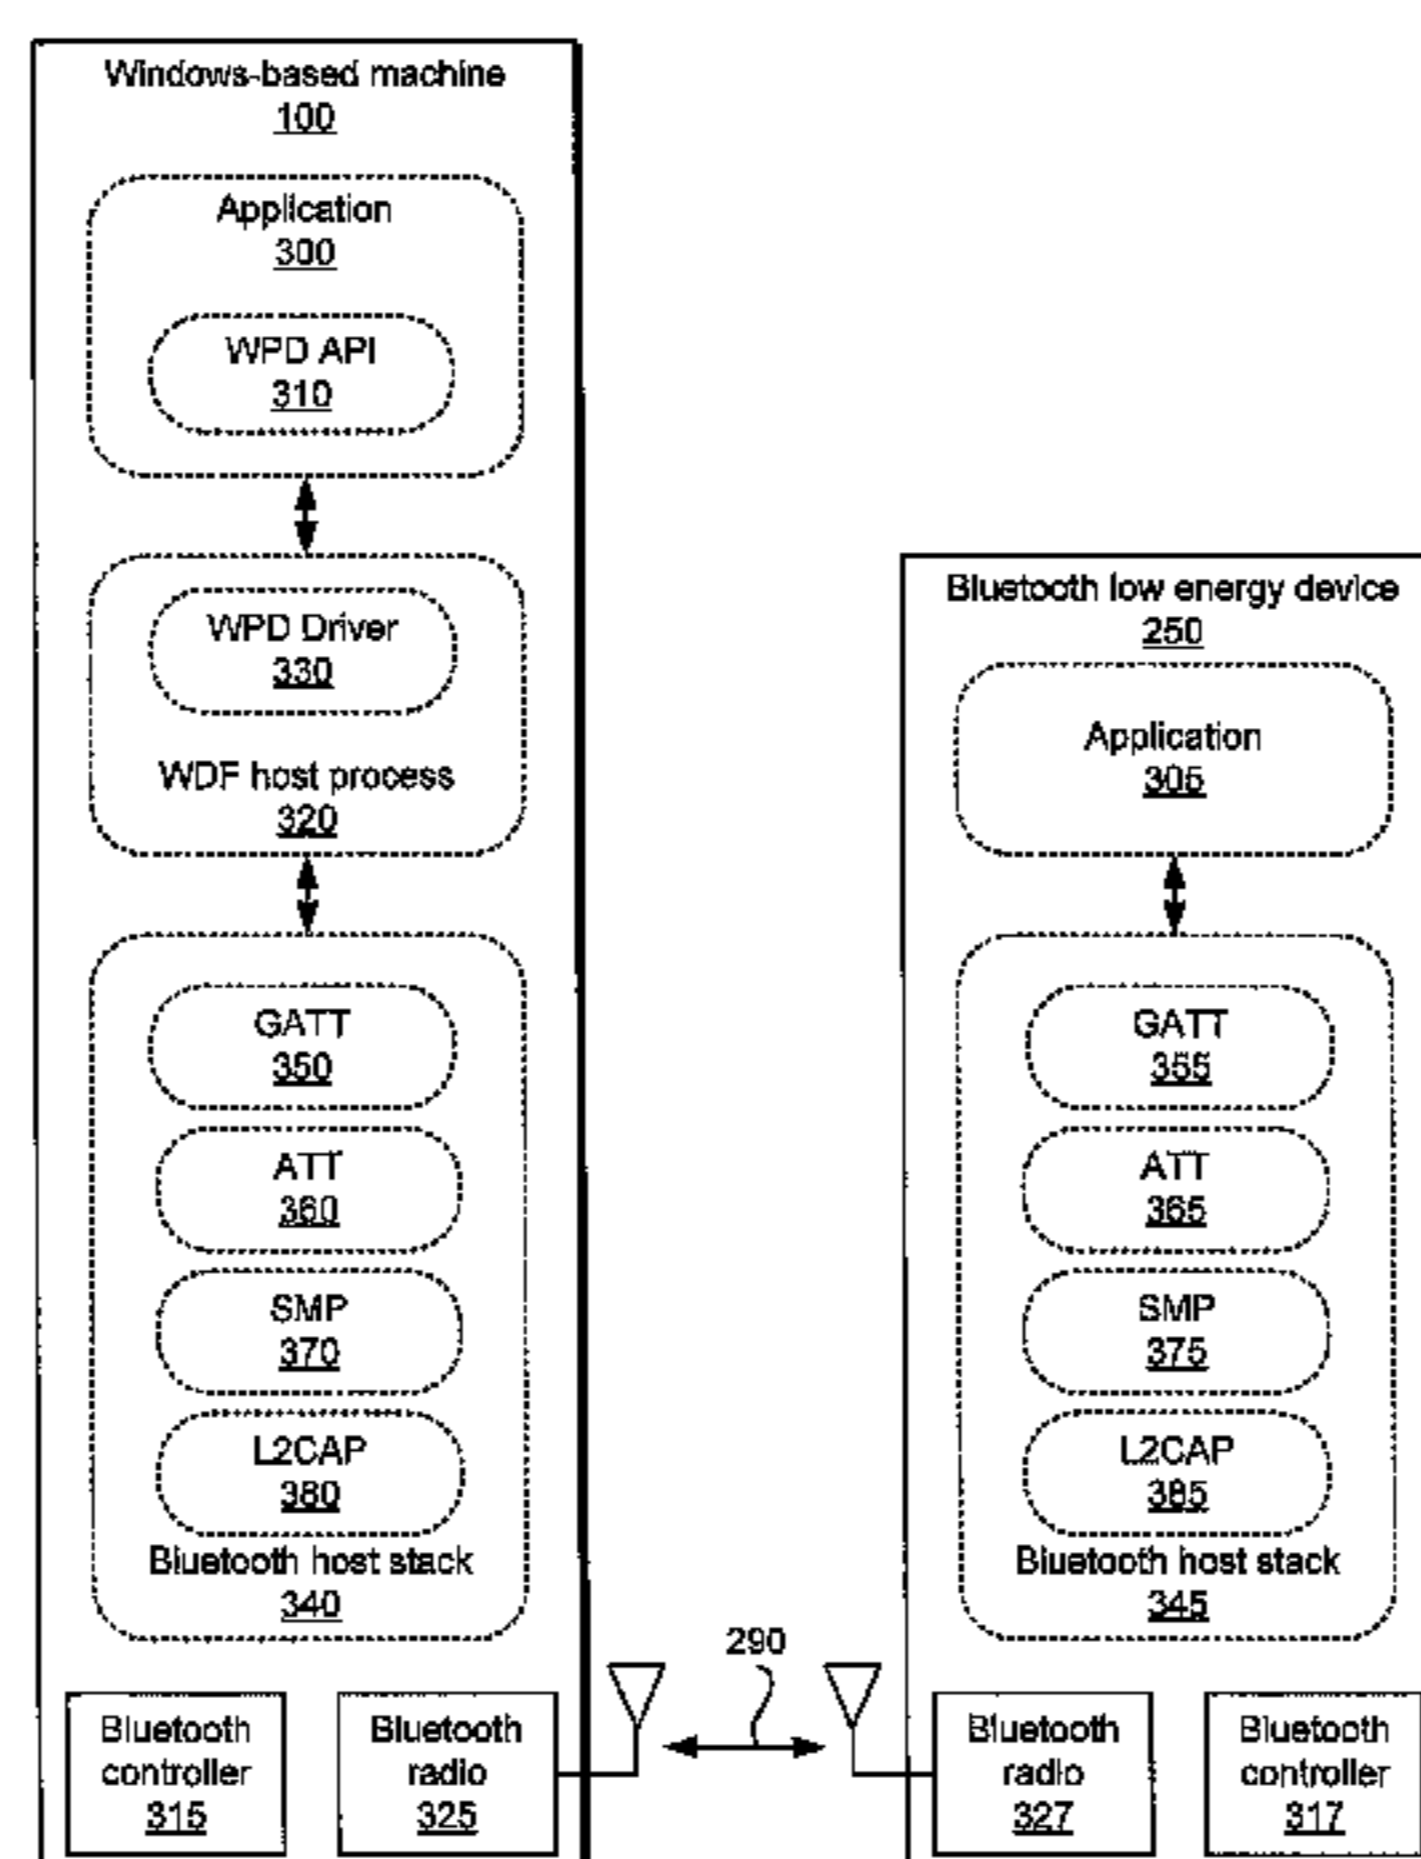 Windows-based machine
100
Application
300
WPD API
310
WPD Driver
330
WDF host process
320
GATT
350
ATT
360
SMP
370
L2CAP
380
Bluetooth host stack
340
Bluetooth
controller
315
Bluetooth
radio
325
290
Bluetooth low energy device
250
Application
305
GATT
355
ATT
365
SMP
375
L2CAP
385
Bluetooth host stack
345
Bluetooth
radio
327
Bluetooth
controller
317